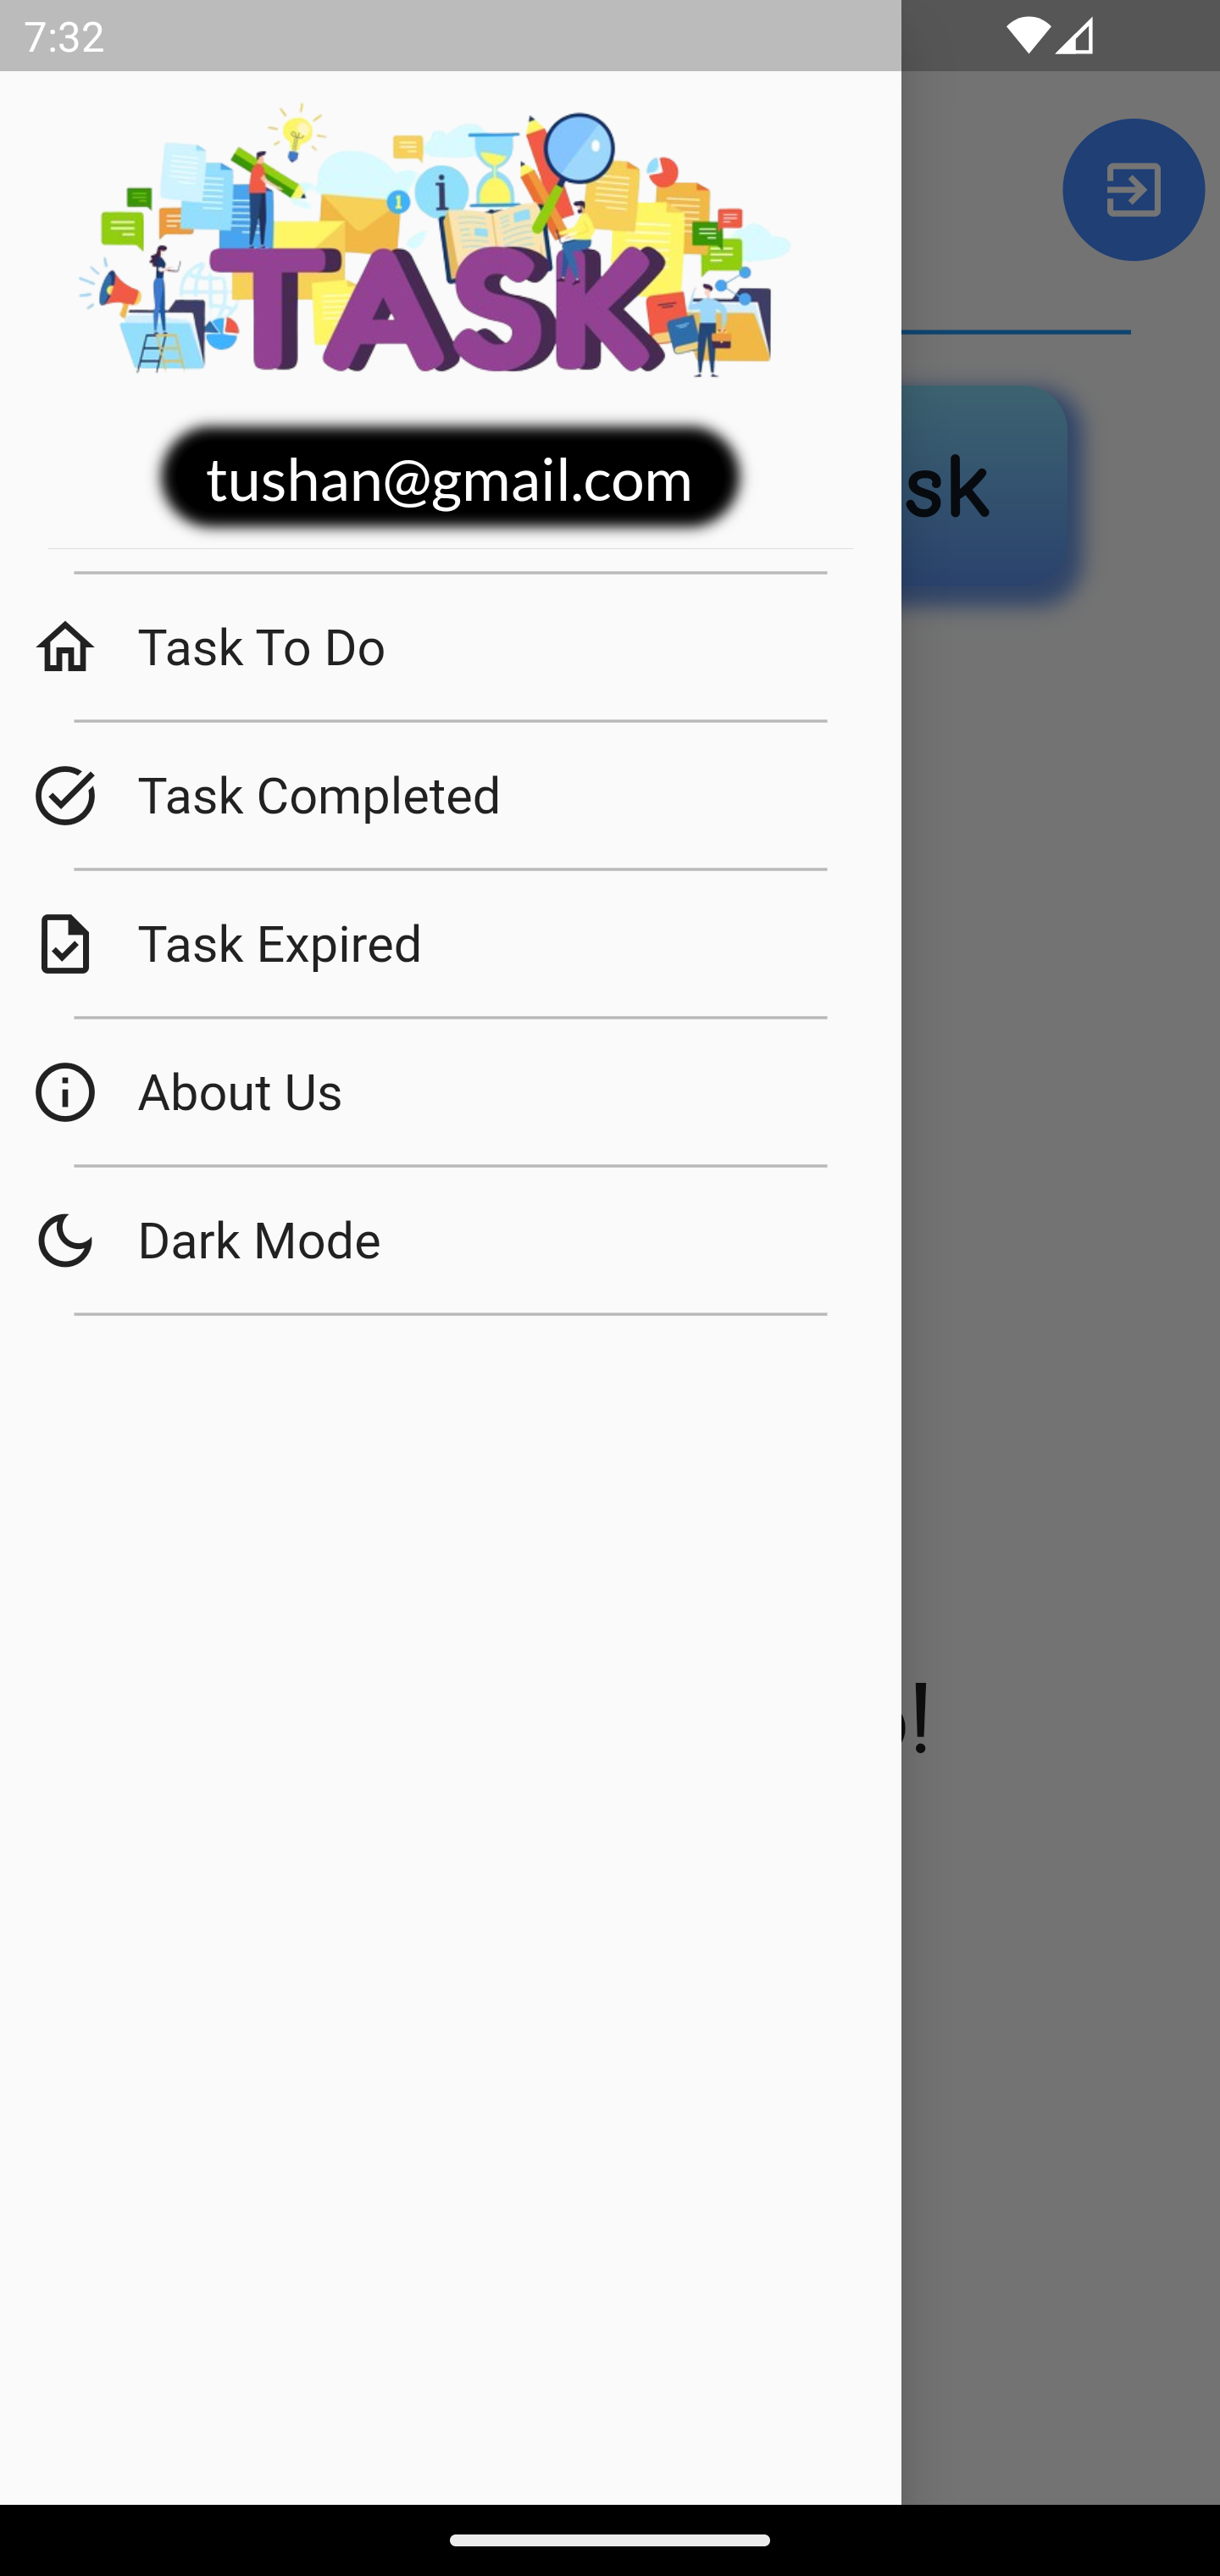 7:32
TASK
tushan@gmail.com
sk
Task To Do
Task Completed
Task Expired
About Us
Dark Mode
!